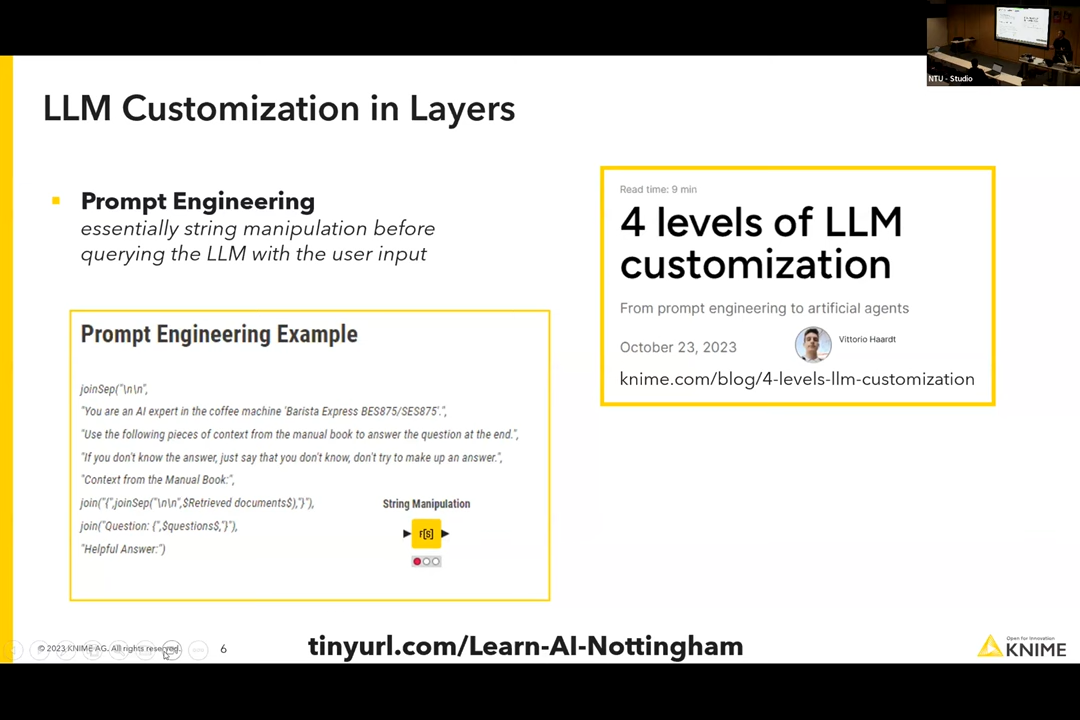 NTU - Studio
LLM Customization in Layers
Prompt Engineering
essentially string manipulation before
querying the LLM with the user input
Prompt Engineering Example
joinSep("\n\n",
"You are an AI expert in the coffee machine 'Barista Express BES875/SES875'.",
"Use the following pieces of context from the manual book to answer the question at the end.",
"If you don't know the answer, just say that you don't know, don't try to make up an answer.",
"Context from the Manual Book:",
join("{",joinSep("\n\n",$Retrieved documents$),"}"),
join("Question: {",$questions$,"}"),
"Helpful Answer:")
String Manipulation
f[S]
Read time: 9 min
4 levels of LLM
customization
From prompt engineering to artificial agents
October 23, 2023
Vittorio Haardt
knime.com/blog/4-levels-llm-customization
© 2023 KNIME AG. All rights reserved.
6
tinyurl.com/Learn-AI-Nottingham
Open for Innovation
KNIME